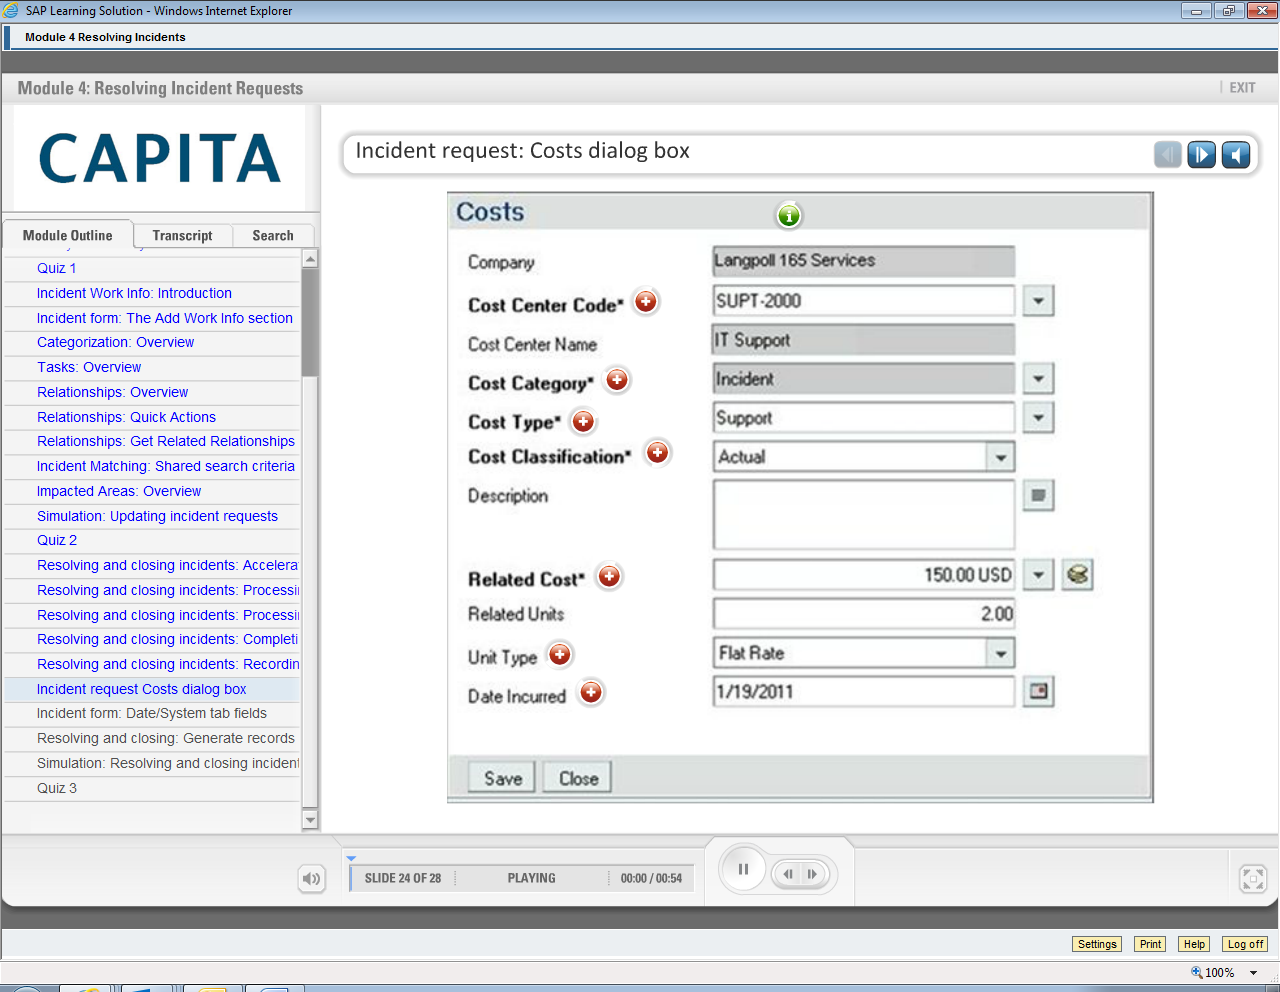 SAP Learning Solution - Windows Internet Explorer
Module 4 Resolving Incidents
Module 4: Resolving Incident Requests
EXIT
CAPITA
Incident request: Costs dialog box
Module Outline
Transcript
Search
Quiz 1
Incident Work Info: Introduction
Incident form: The Add Work Info section
Categorization: Overview
Tasks: Overview
Relationships: Overview
Relationships: Quick Actions
Relationships: Get Related Relationships
Incident Matching: Shared search criteria
Impacted Areas: Overview
Simulation: Updating incident requests
Quiz 2
Resolving and closing incidents: Accelera
Resolving and closing incidents: Processi
Resolving and closing incidents: Processi
Resolving and closing incidents: Completi
Resolving and closing incidents: Recordin
Incident request Costs dialog box
Incident form: Date/System tab fields
Resolving and closing: Generate records
Simulation: Resolving and closing incident
Quiz 3
Costs
Company
Langpoll 165 Services
Cost Center Code*
SUPT-2000
Cost Center Name
IT Support
Cost Category*
Incident
Cost Type*
Support
Cost Classification*
Actual
Description
Related Cost*
150.00 USD
Related Units
2.00
Unit Type
Flat Rate
Date Incurred
1/19/2011
Save
Close
SLIDE 24 OF 28
PLAYING
00:00 / 00:54
Settings
Print
Help
Log off
100%